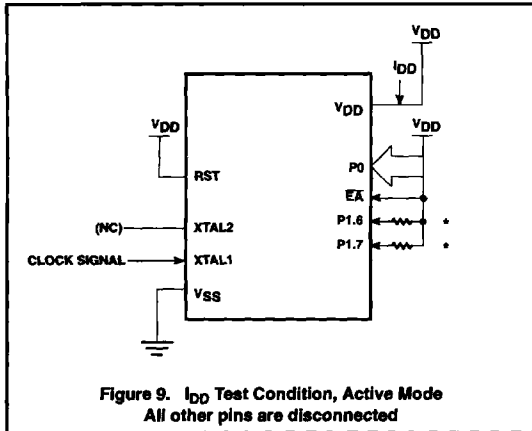 VDD
IDD
VDD
VDD
VDD
P0
RST
EA
P1.6 *
(NC) XTAL2
P1.7 *
CLOCK SIGNAL XTAL1
VSS
Figure 9. IDD Test Condition, Active Mode
All other pins are disconnected